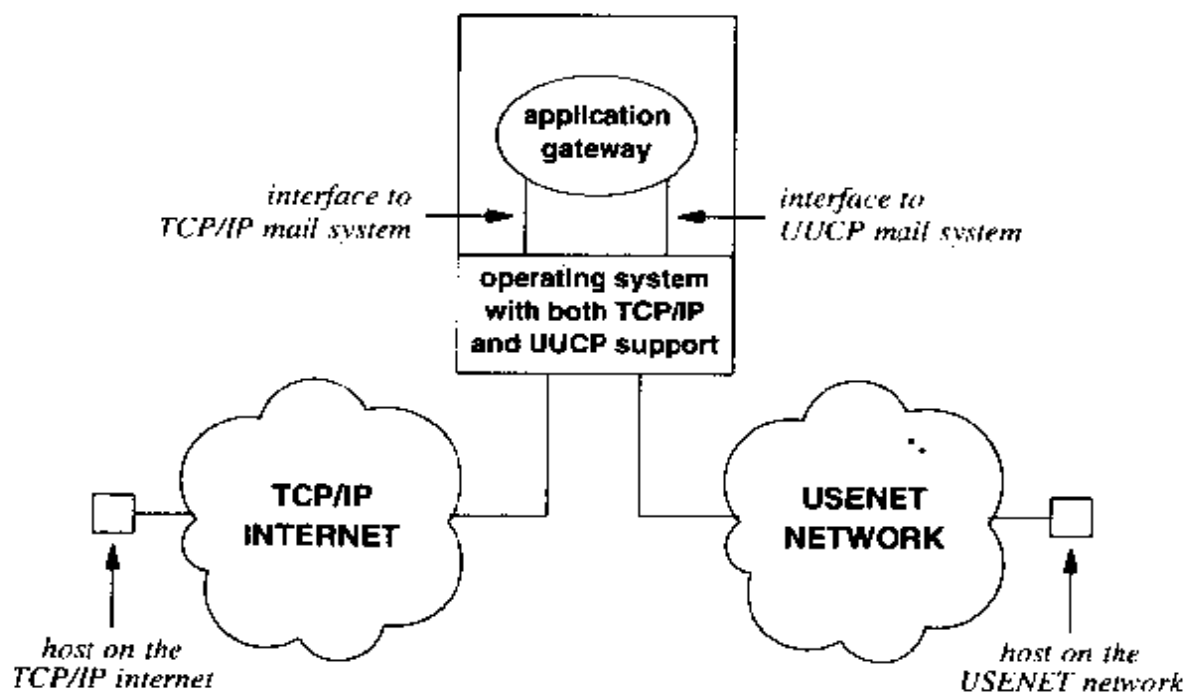 application
gateway
interface to
TCP/IP mail system
interface to
UUCP mail system
operating system
with both TCP/IP
and UUCP support
TCP/IP
INTERNET
USENET
NETWORK
host on the
TCP/IP internet
host on the
USENET network